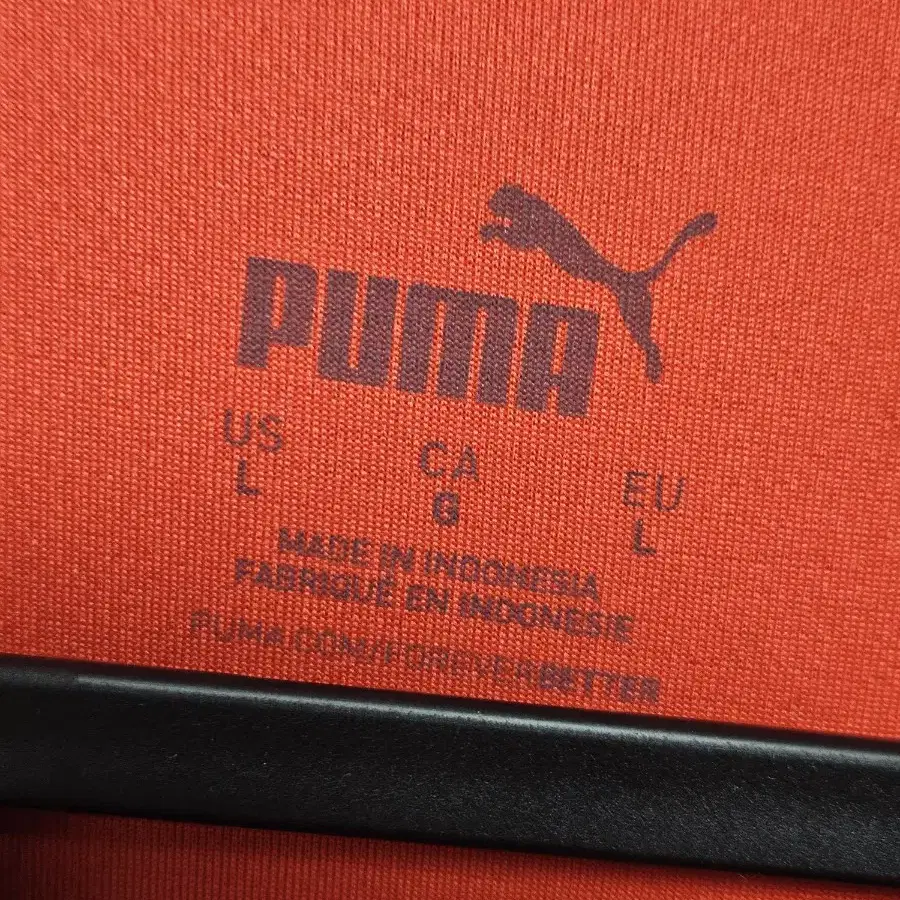 PUMA
US CA EU
L G L
MADE IN INDONESIA
FABRIQUÉ EN INDONESIE
PUMA.COM/FOREVERBETTER